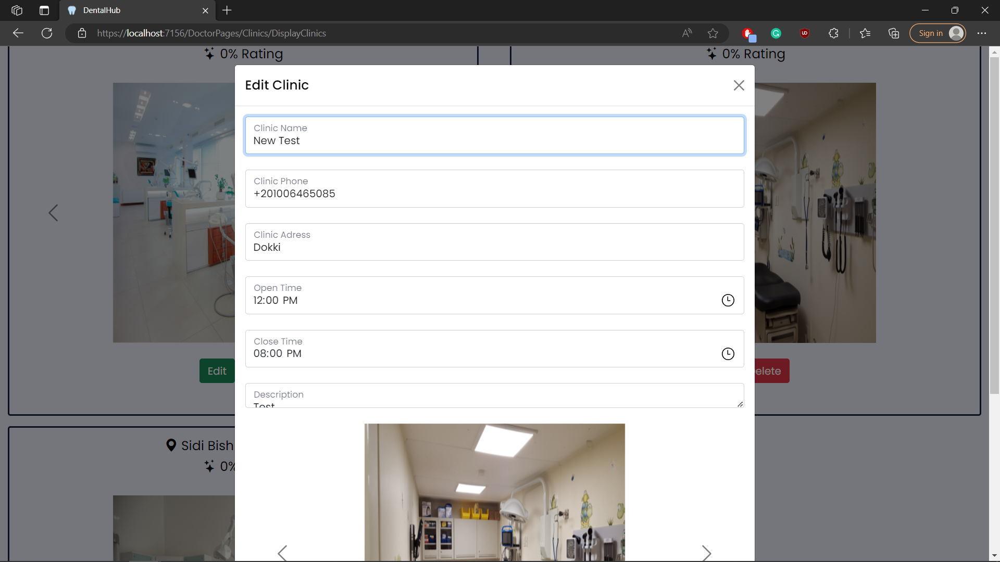 DentalHub
https://localhost:7156/DoctorPages/Clinics/DisplayClinics
Sign in
0% Rating
0% Rating
Edit Clinic
Clinic Name
New Test
Clinic Phone
+201006465085
Clinic Adress
Dokki
Open Time
12:00 PM
Close Time
08:00 PM
Edit
elete
Description
Test
Sidi Bish
0%